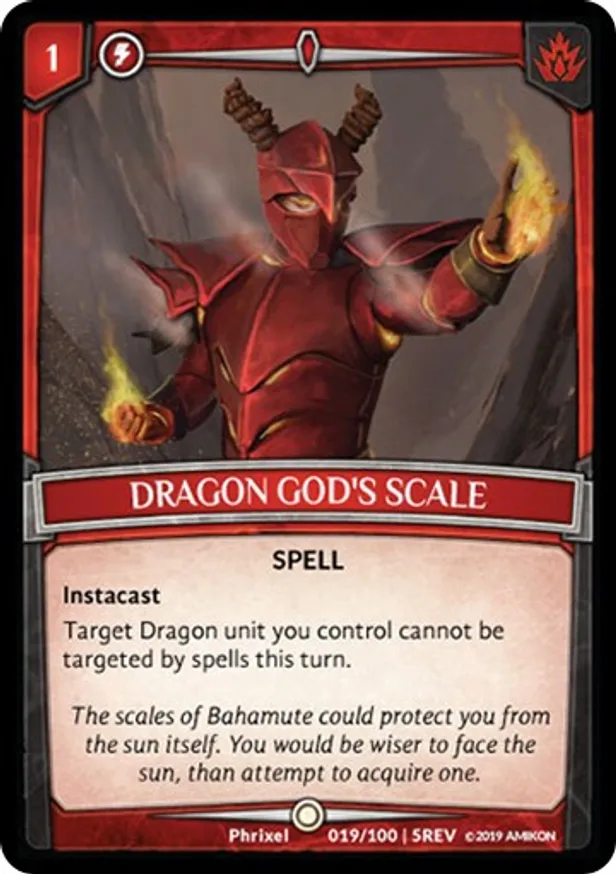 1
DRAGON GOD'S SCALE
SPELL
Instacast
Target Dragon unit you control cannot be
targeted by spells this turn.
The scales of Bahamute could protect you from
the sun itself. You would be wiser to face the
sun, than attempt to acquire one.
Phrixel 019/100 | 5REV ©2019 AMIKON